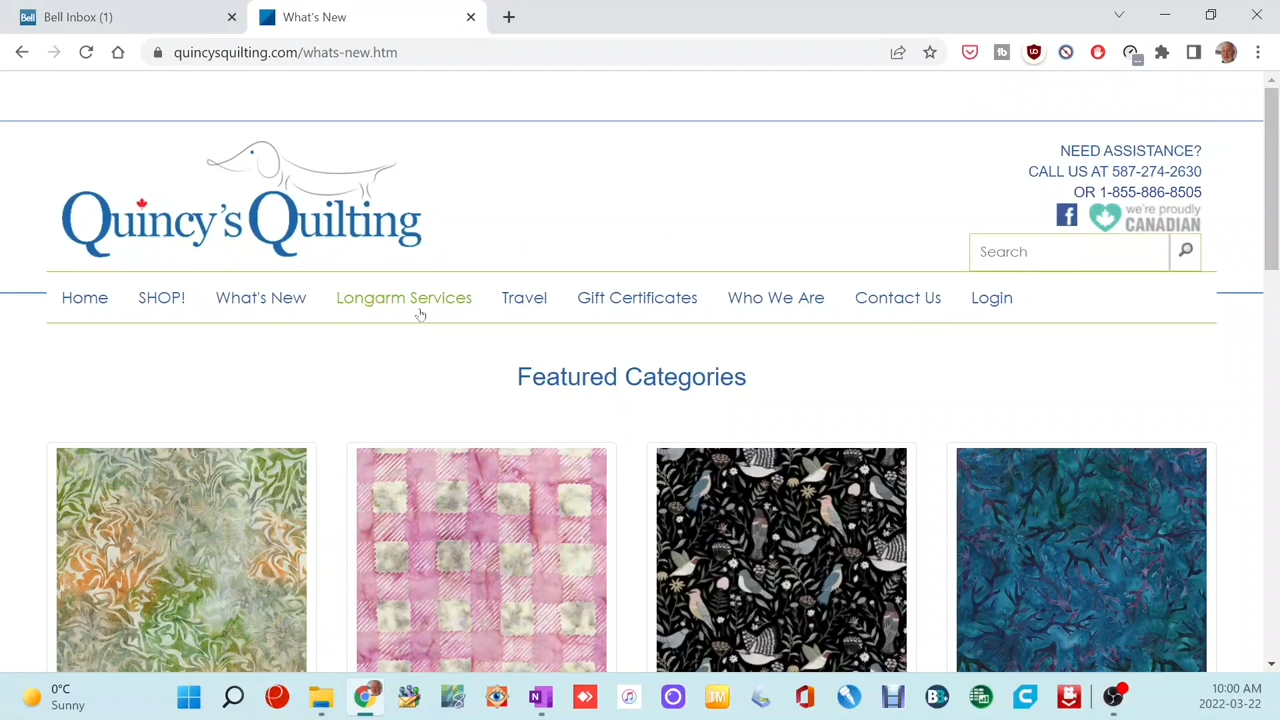 Bell
Bell Inbox (1)
What's New
quincysquilting.com/whats-new.htm
NEED ASSISTANCE?
CALL US AT 587-274-2630
OR 1-855-886-8505
we're proudly
CANADIAN
Quincy's Quilting
Search
Home SHOP! What's New Longarm Services Travel Gift Certificates Who We Are Contact Us Login
Featured Categories
0°C
Sunny
10:00 AM
2022-03-22